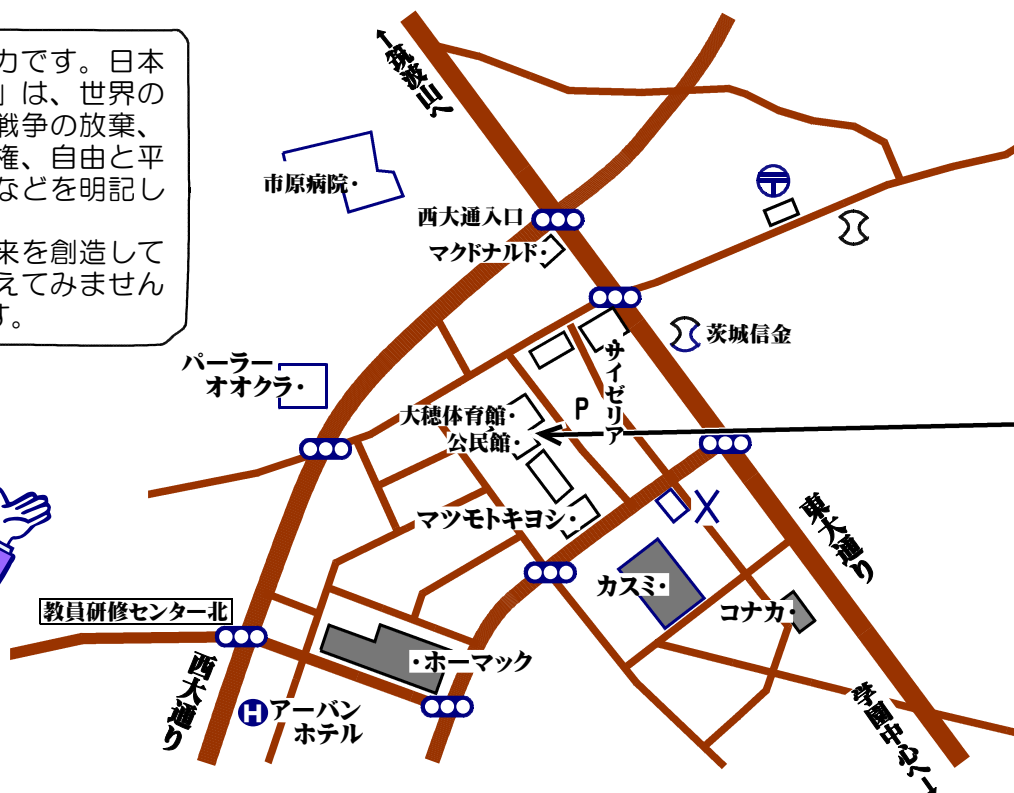 力です。日本
」は、世界の
戦争の放棄、
権、自由と平
などを明記し
来を創造して
えてみません
す。
↑筑波山へ
市原病院・
西大通入口
マクドナルド・
茨城信金
サイゼリア
パーラー
オオクラ・
P
大穂体育館・
公民館・
マツモトキヨシ・
東大通り
カスミ・
コナカ・
教員研修センター北
・ホーマック
西大通り
H アーバン
ホテル
学園中心へ↓